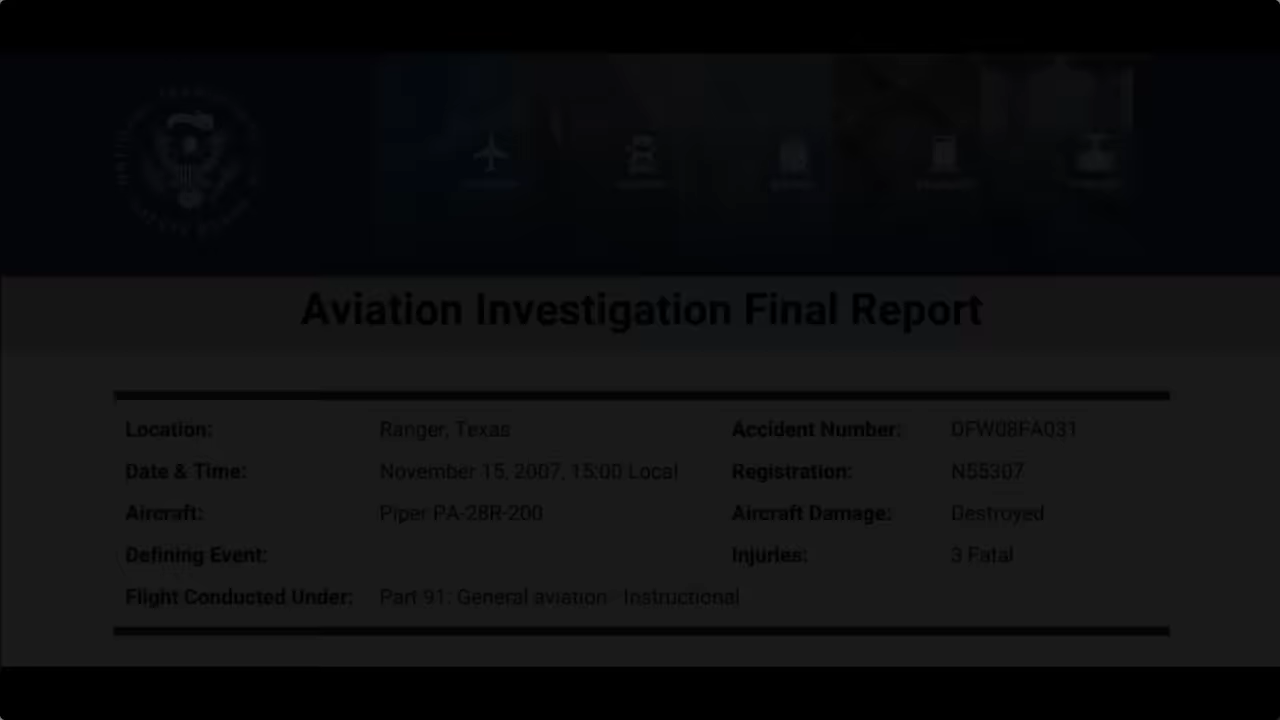 Aviation Investigation Final Report
Location: Ranger, Texas Accident Number: DFW08FA031
Date & Time: November 15, 2007, 15:00 Local Registration: N55307
Aircraft: Piper PA-28R-200 Aircraft Damage: Destroyed
Defining Event: Injuries: 3 Fatal
Flight Conducted Under: Part 91: General aviation - Instructional